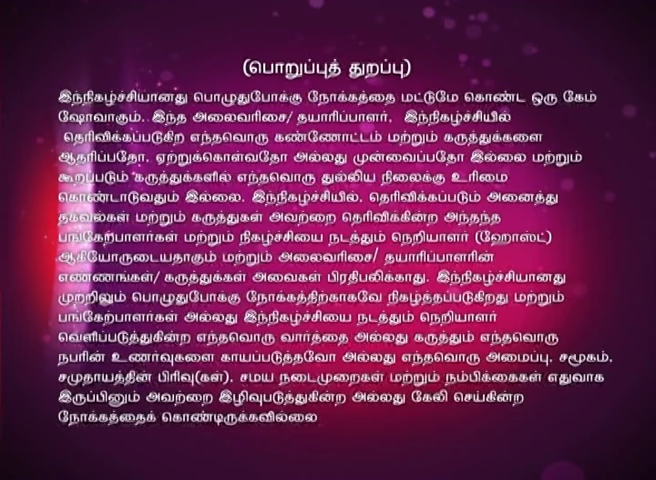 (பொறுப்புத் துறப்பு)
இந்நிகழ்ச்சியானது பொழுதுபோக்கு நோக்கத்தை மட்டுமே கொண்ட ஒரு கேம்
ஷோவாகும். இந்த அலைவரிசை/ தயாரிப்பாளர், இந்நிகழ்ச்சியில்
தெரிவிக்கப்படுகிற எந்தவொரு கண்ணோட்டம் மற்றும் கருத்துக்களை
ஆதரிப்பதோ, ஏற்றுக்கொள்வதோ அல்லது முன்வைப்பதோ இல்லை மற்றும்
கூறப்படும் கருத்துக்களில் எந்தவொரு துல்லிய நிலைக்கு உரிமை
கொண்டாடுவதும் இல்லை. இந்நிகழ்ச்சியில், தெரிவிக்கப்படும் அனைத்து
தகவல்கள் மற்றும் கருத்துகள் அவற்றை தெரிவிக்கின்ற அந்தந்த
பங்கேற்பாளர்கள் மற்றும் நிகழ்ச்சியை நடத்தும் நெறியாளர் (ஹோஸ்ட்)
ஆகியோருடையதாகும் மற்றும் அலைவரிசை/ தயாரிப்பாளரின்
எண்ணங்கள்/ கருத்துக்கள் அவைகள் பிரதிபலிக்காது. இந்நிகழ்ச்சியானது
முற்றிலும் பொழுதுபோக்கு நோக்கத்திற்காகவே நிகழ்த்தப்படுகிறது மற்றும்
பங்கேற்பாளர்கள் அல்லது இந்நிகழ்ச்சியை நடத்தும் நெறியாளர்
வெளிப்படுத்துகின்ற எந்தவொரு வார்த்தை அல்லது கருத்தும் எந்தவொரு
நபரின் உணர்வுகளை காயப்படுத்தவோ அல்லது எந்தவொரு அமைப்பு, சமூகம்,
சமுதாயத்தின் பிரிவு(கள்), சமய நடைமுறைகள் மற்றும் நம்பிக்கைகள் எதுவாக
இருப்பினும் அவற்றை இழிவுபடுத்துகின்ற அல்லது கேலி செய்கின்ற
நோக்கத்தைக் கொண்டிருக்கவில்லை